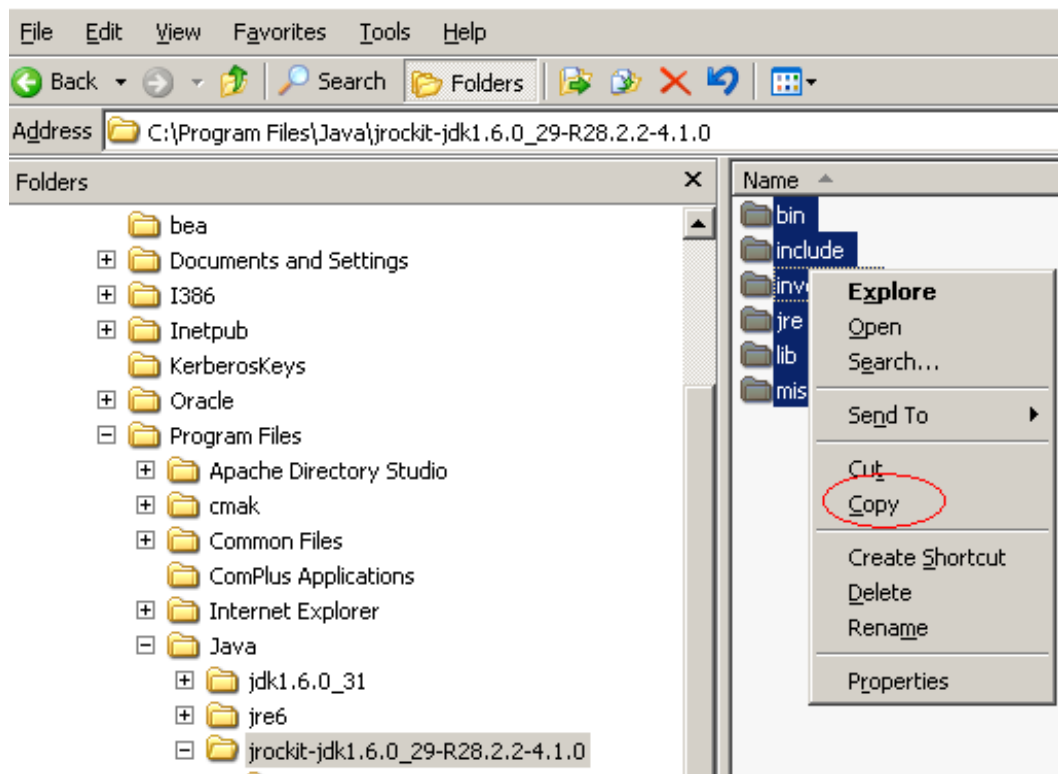 File Edit View Favorites Tools Help
Back Search Folders
Address C:\Program Files\Java\jrockit-jdk1.6.0_29-R28.2.2-4.1.0
Folders
bea
Documents and Settings
I386
Inetpub
KerberosKeys
Oracle
Program Files
Apache Directory Studio
cmak
Common Files
ComPlus Applications
Internet Explorer
Java
jdk1.6.0_31
jre6
jrockit-jdk1.6.0_29-R28.2.2-4.1.0
Name
bin
include
inv
jre
lib
mis
Explore
Open
Search...
Send To
Cut
Copy
Create Shortcut
Delete
Rename
Properties